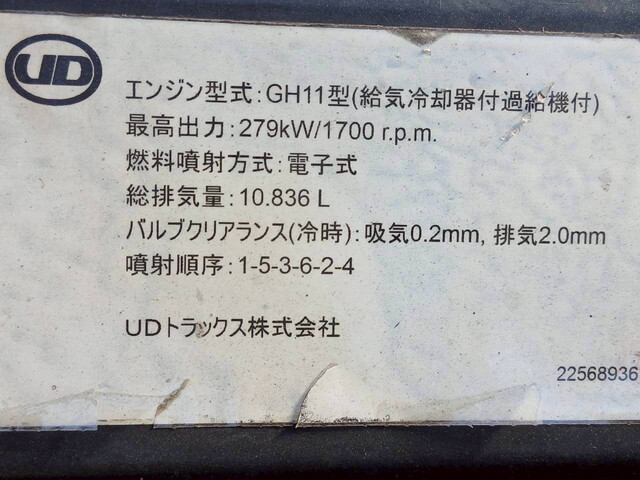 UD
エンジン型式:GH11型(給気冷却器付過給機付)
最高出力:279kW/1700 r.p.m.
燃料噴射方式:電子式
総排気量:10.836 L
バルブクリアランス(冷時):吸気0.2mm, 排気2.0mm
噴射順序:1-5-3-6-2-4
UDトラックス株式会社
22568936